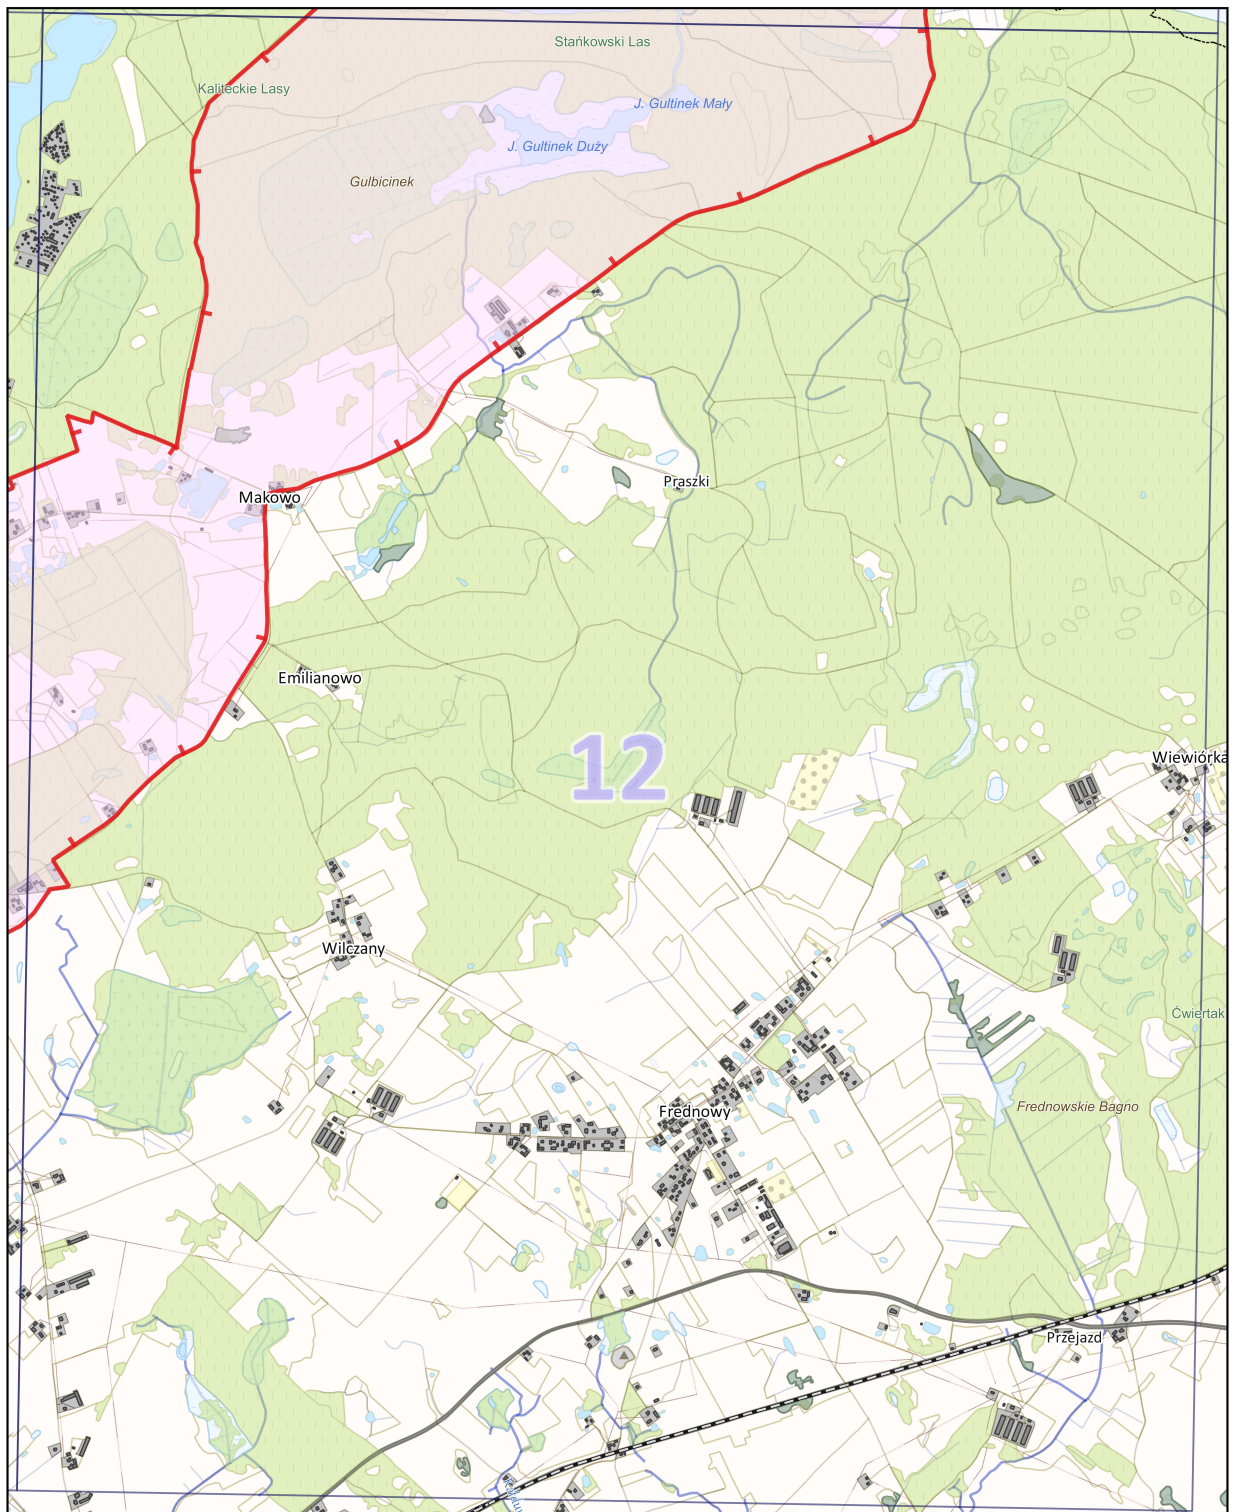 Stańkowski Las
Kaliteckie Lasy
J. Gultinek Mały
J. Gultinek Duży
Gulbicinek
Praszki
Makowo
Emilianowo
12
Wiewiórka
Wilczany
Ćwiertak
Frednowskie Bagno
Frednowy
Przejazd